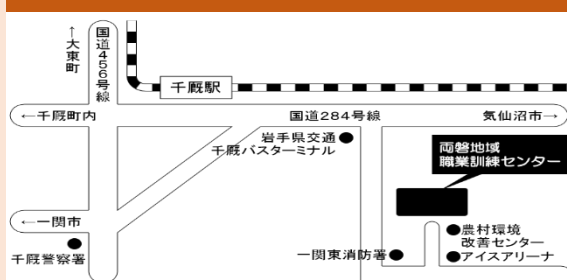 ↑大東町
国道456号線
千厩駅
←千厩町内
国道284号線
気仙沼市→
岩手県交通
千厩バスターミナル
両磐地域
職業訓練センター
←一関市
千厩警察署
農村環境
改善センター
一関東消防署
アイスアリーナ